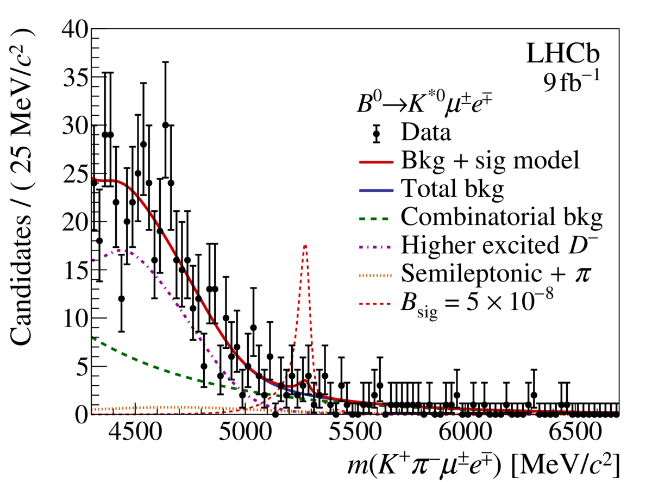 LHCb
9 fb⁻¹
B⁰→K*⁰μ±e∓
Data
Bkg + sig model
Total bkg
Combinatorial bkg
Higher excited D⁻
Semileptonic + π
B_sig = 5 × 10⁻⁸
Candidates / ( 25 MeV/c² )
40
35
30
25
20
15
10
5
0
4500 5000 5500 6000 6500
m(K⁺π⁻μ±e∓) [MeV/c²]